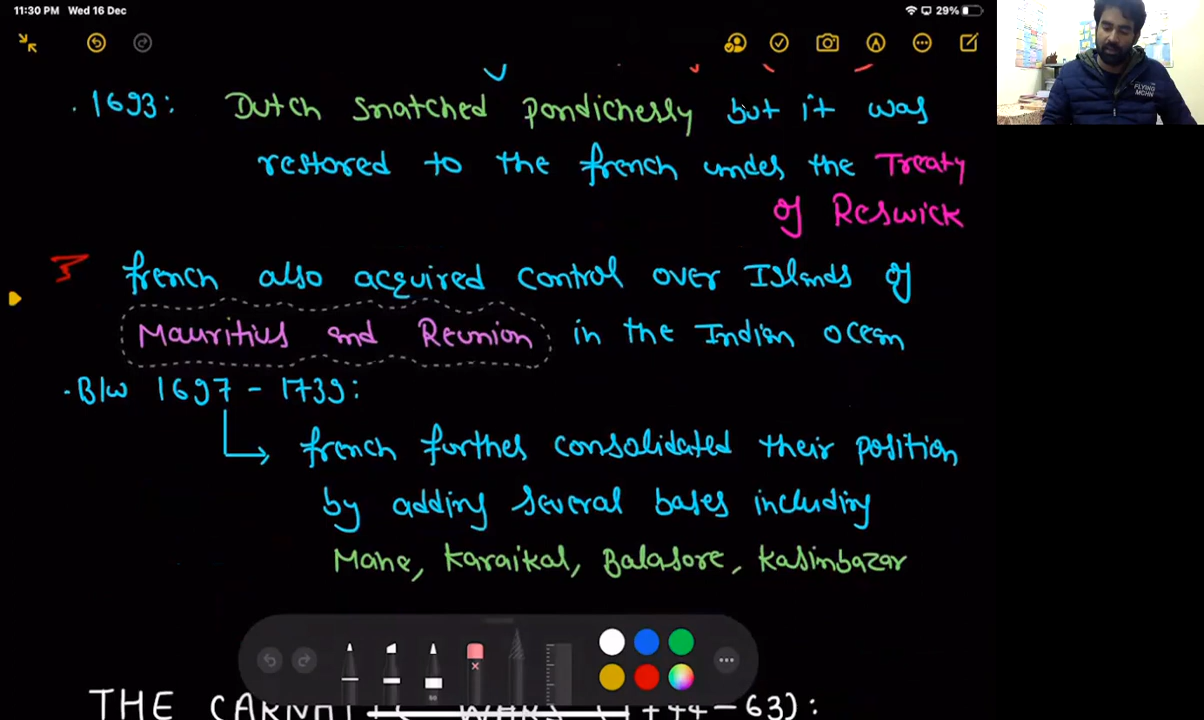 11:30 PM Wed 16 Dec
29%
FLYING
MCHN
. 1693: Dutch snatched pondicherry but it was
restored to the french under the Treaty
of Reswick
french also acquired control over Islands of
Mauritius and Reunion in the Indian ocean
. B/w 1697 - 1739:
french further consolidated their position
by adding several bases including
Mahe, Karaikal, Balasore, Kasimbazar
THE CARNATIC WARS (1744-63):